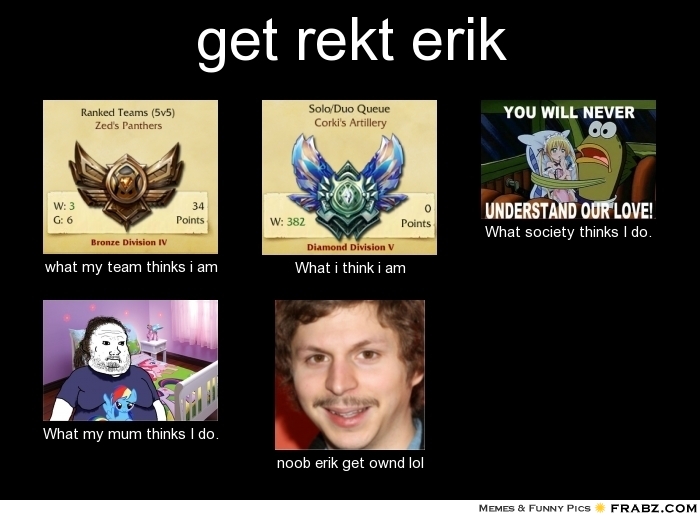 get rekt erik
Ranked Teams (5v5)
Zed's Panthers
W: 3
G: 6
34
Points
Bronze Division IV
what my team thinks i am
Solo/Duo Queue
Corki's Artillery
W: 382
0
Points
Diamond Division V
What i think i am
YOU WILL NEVER
UNDERSTAND OUR LOVE!
What society thinks I do.
What my mum thinks I do.
noob erik get ownd lol
MEMES & FUNNY PICS FRABZ.COM